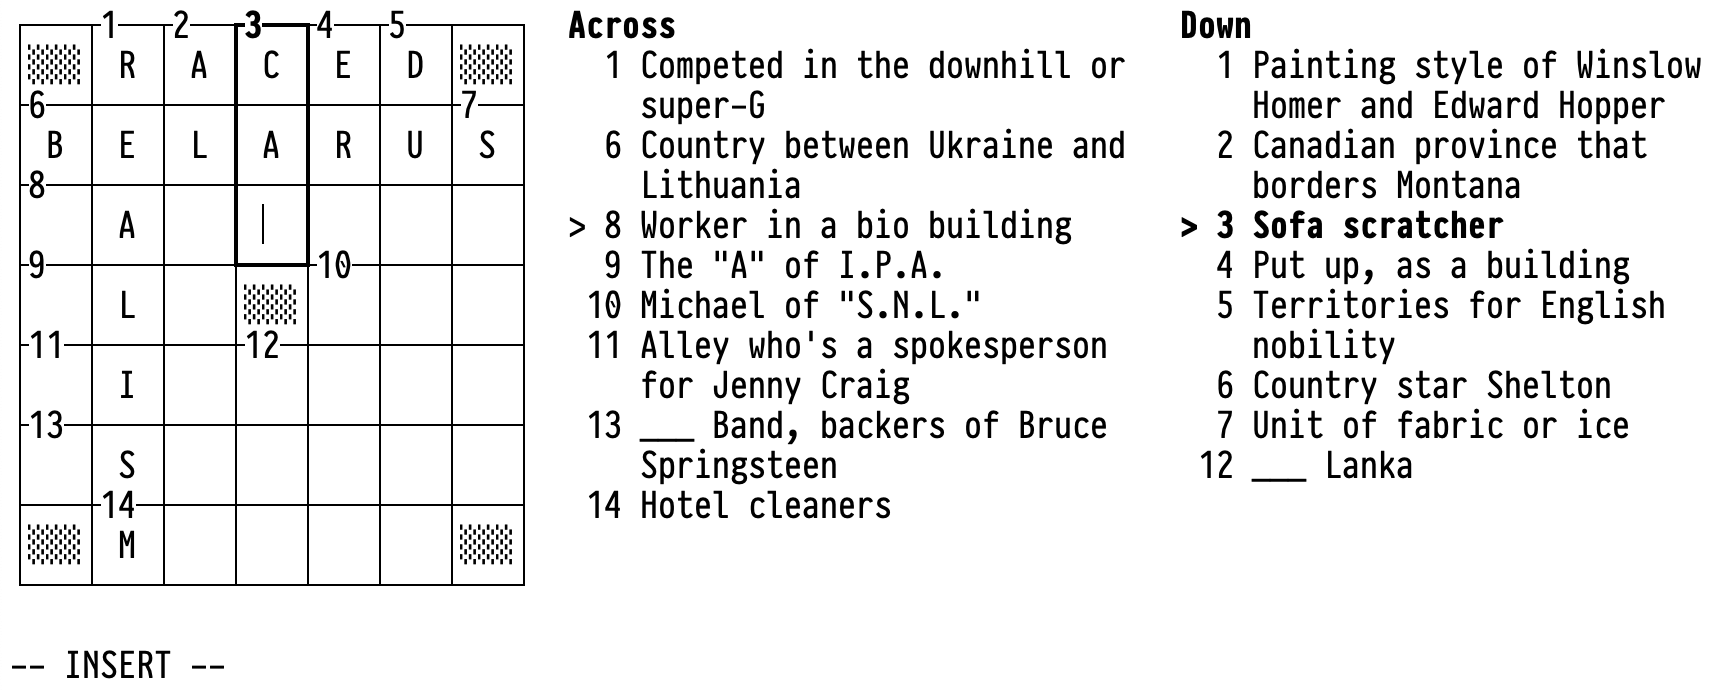 1 2 3 4 5
R A C E D
6 7
B E L A R U S
8
A
9 10
L
11 12
I
13
S
14
M
-- INSERT --
Across
1 Competed in the downhill or
super-G
6 Country between Ukraine and
Lithuania
> 8 Worker in a bio building
9 The "A" of I.P.A.
10 Michael of "S.N.L."
11 Alley who's a spokesperson
for Jenny Craig
13 ___ Band, backers of Bruce
Springsteen
14 Hotel cleaners
Down
1 Painting style of Winslow
Homer and Edward Hopper
2 Canadian province that
borders Montana
> 3 Sofa scratcher
4 Put up, as a building
5 Territories for English
nobility
6 Country star Shelton
7 Unit of fabric or ice
12 ___ Lanka